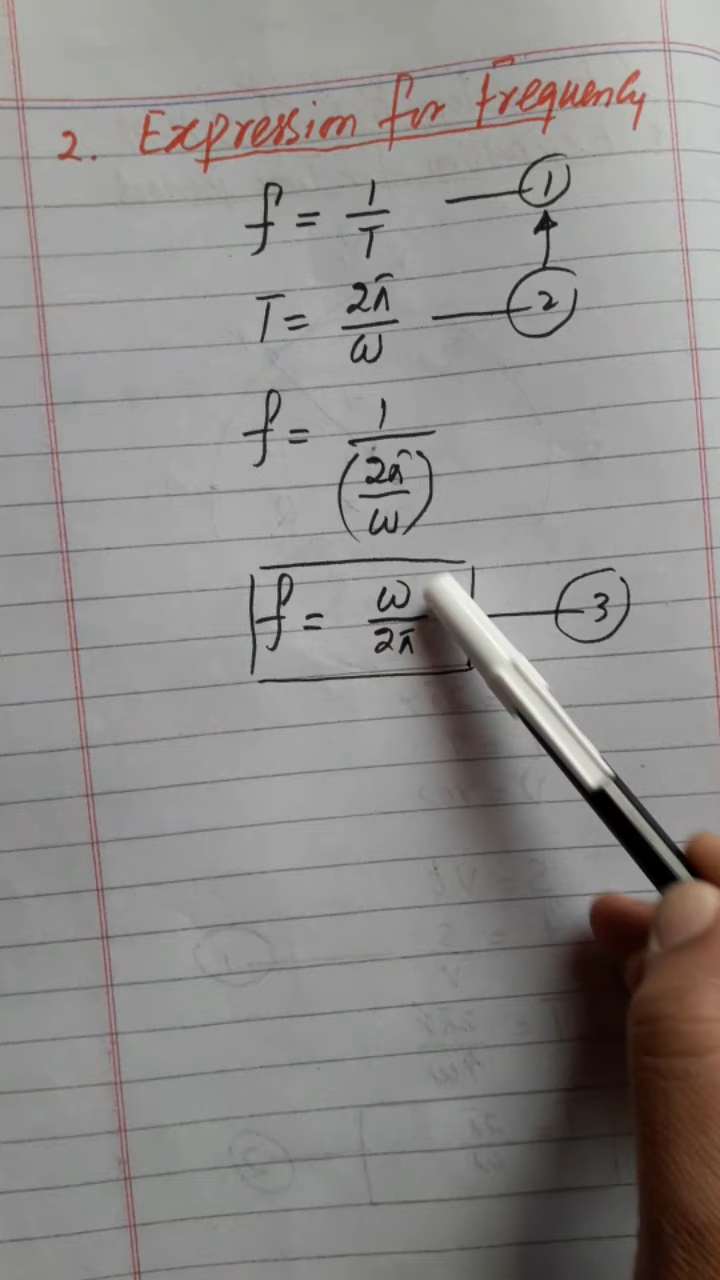 2. Expression for Frequency
f = 1/T — 1
T = 2π/ω — 2
f = 1/(2π/ω)
f = ω/2π — 3